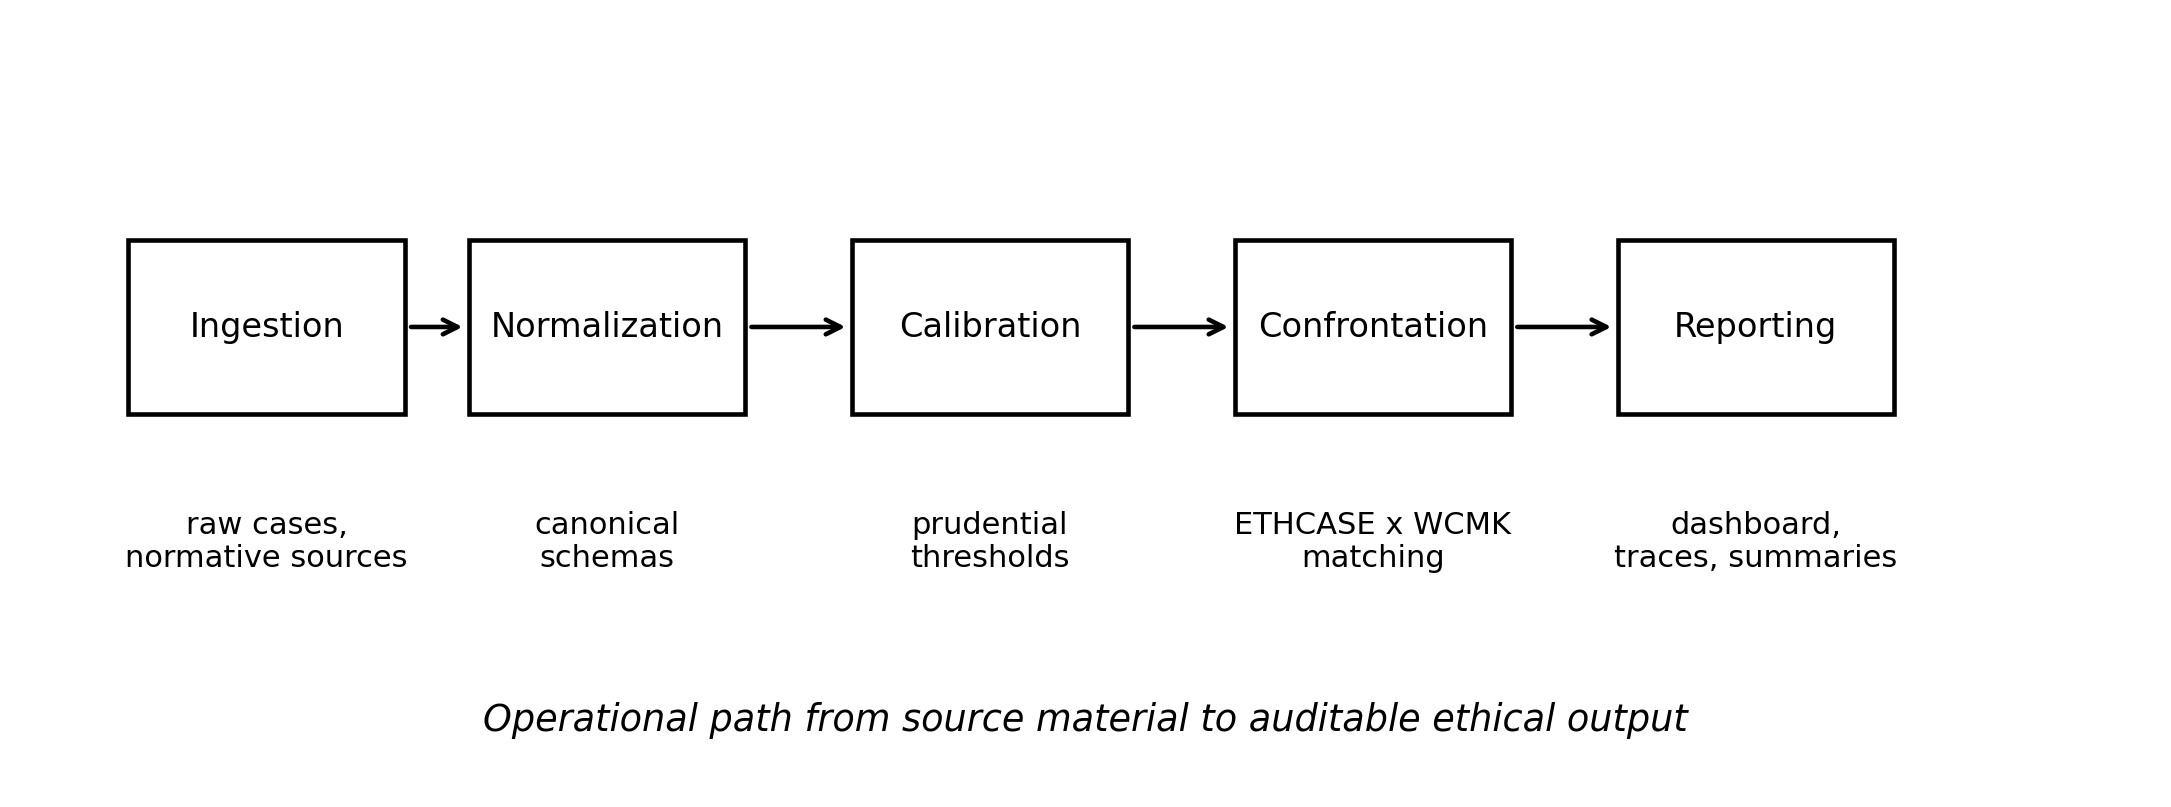 Ingestion
Normalization
Calibration
Confrontation
Reporting
raw cases,
normative sources
canonical
schemas
prudential
thresholds
ETHCASE x WCMK
matching
dashboard,
traces, summaries
Operational path from source material to auditable ethical output